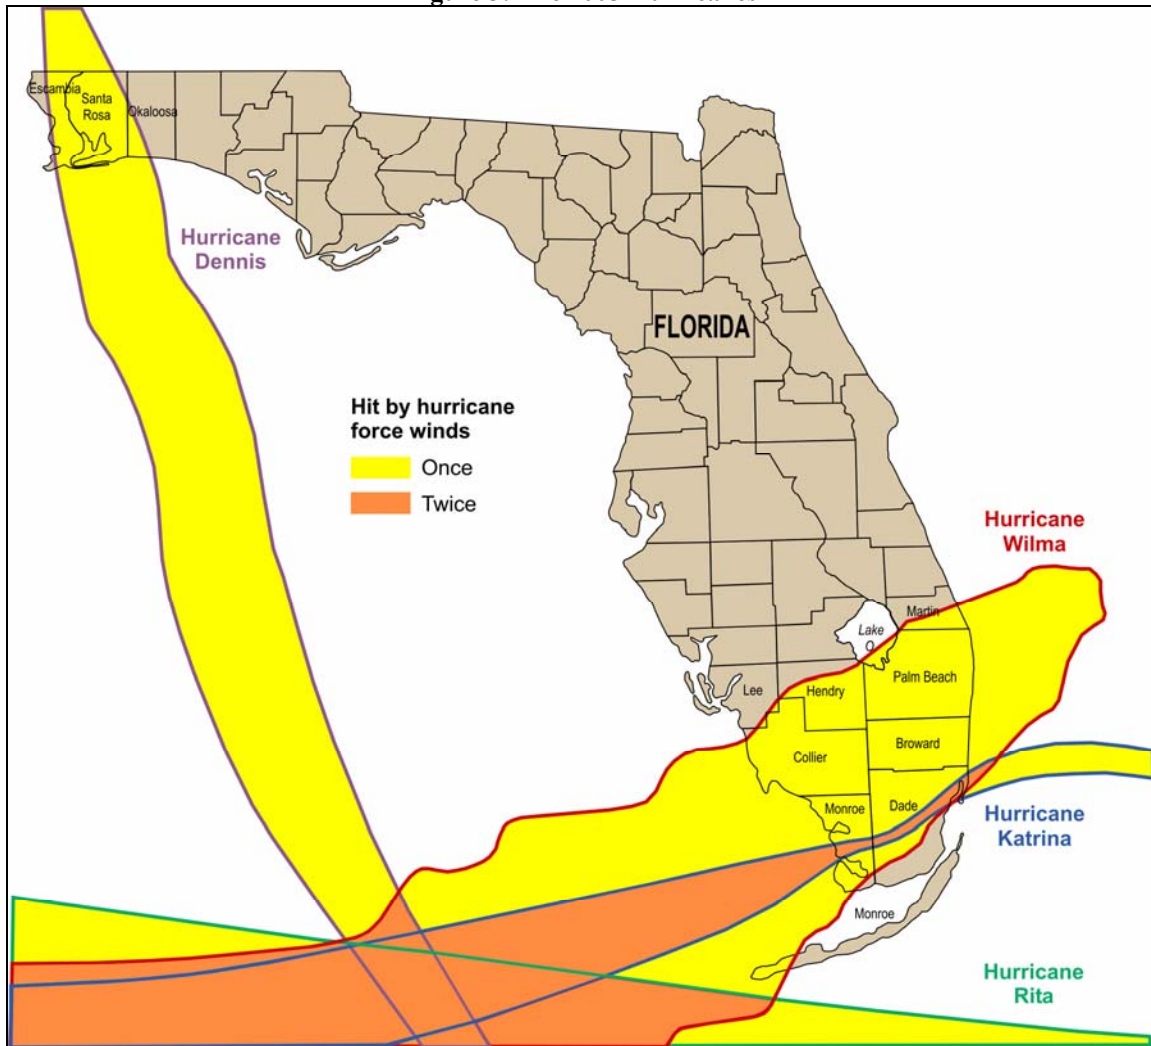 Escambia
Santa
Rosa
Okaloosa
Hurricane
Dennis
FLORIDA
Hit by hurricane
force winds
Once
Twice
Hurricane
Wilma
Martin
Lake
O.
Palm Beach
Lee
Hendry
Collier
Broward
Monroe
Dade
Hurricane
Katrina
Monroe
Hurricane
Rita